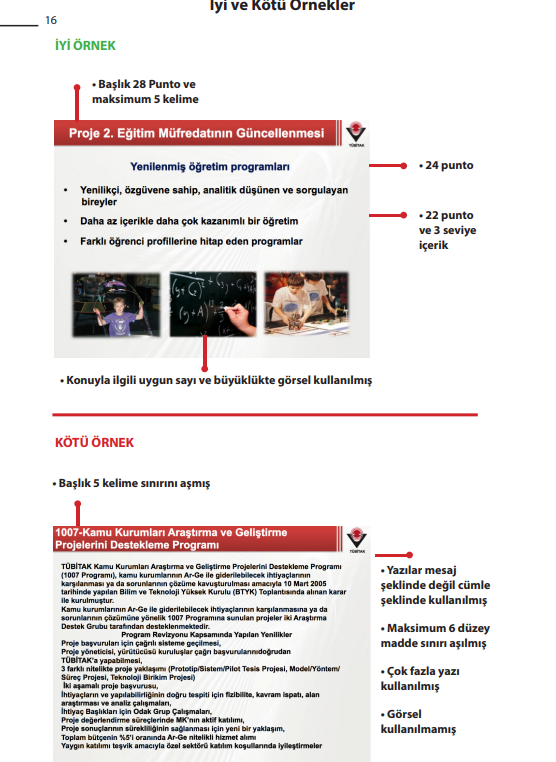 İyi ve Kötü Örnekler
16
İYİ ÖRNEK
• Başlık 28 Punto ve
maksimum 5 kelime
Proje 2. Eğitim Müfredatının Güncellenmesi
TÜBİTAK
Yenilenmiş öğretim programları
• 24 punto
• Yenilikçi, özgüvene sahip, analitik düşünen ve sorgulayan
bireyler
• Daha az içerikle daha çok kazanımlı bir öğretim
• Farklı öğrenci profillerine hitap eden programlar
• 22 punto
ve 3 seviye
içerik
• Konuyla ilgili uygun sayı ve büyüklükte görsel kullanılmış
KÖTÜ ÖRNEK
• Başlık 5 kelime sınırını aşmış
1007-Kamu Kurumları Araştırma ve Geliştirme
Projelerini Destekleme Programı
TÜBİTAK
TÜBİTAK Kamu Kurumları Araştırma ve Geliştirme Projelerini Destekleme Programı
(1007 Programı), kamu kurumlarının Ar-Ge ile giderilebilecek ihtiyaçlarının
karşılanması ya da sorunlarının çözüme kavuşturulması amacıyla 10 Mart 2005
tarihinde yapılan Bilim ve Teknoloji Yüksek Kurulu (BTYK) Toplantısında alınan karar
ile kurulmuştur.
Kamu kurumlarının Ar-Ge ile giderilebilecek ihtiyaçlarının karşılanmasına ya da
sorunlarının çözümüne yönelik 1007 Programına sunulan projeler iki Araştırma
Destek Grubu tarafından desteklenmektedir.
Program Revizyonu Kapsamında Yapılan Yenilikler
Proje başvuruları için çağrılı sisteme geçilmesi,
Proje yöneticisi, yürütücüsü kuruluşlar çağrı başvurularınıdoğrudan
TÜBİTAK'a yapabilmesi,
3 farklı nitelikte proje yaklaşımı (Prototip/Sistem/Pilot Tesis Projesi, Model/Yöntem/
Süreç Projesi, Teknoloji Birikim Projesi)
İki aşamalı proje başvurusu,
İhtiyaçların ve yapılabilirliğinin doğru tespiti için fizibilite, kavram ispatı, alan
araştırması ve analiz çalışmaları,
İhtiyaç Başlıkları için Odak Grup Çalışmaları,
Proje değerlendirme süreçlerinde MK'nın aktif katılımı,
Proje sonuçlarının sürekliliğinin sağlanması için yeni bir yaklaşım,
Toplam bütçenin %5'i oranında Ar-Ge nitelikli hizmet alımı
Yaygın katılımı teşvik amacıyla özel sektörü katılım koşullarında iyileştirmeler
• Yazılar mesaj
şeklinde değil cümle
şeklinde kullanılmış
• Maksimum 6 düzey
madde sınırı aşılmış
• Çok fazla yazı
kullanılmış
• Görsel
kullanılmamış